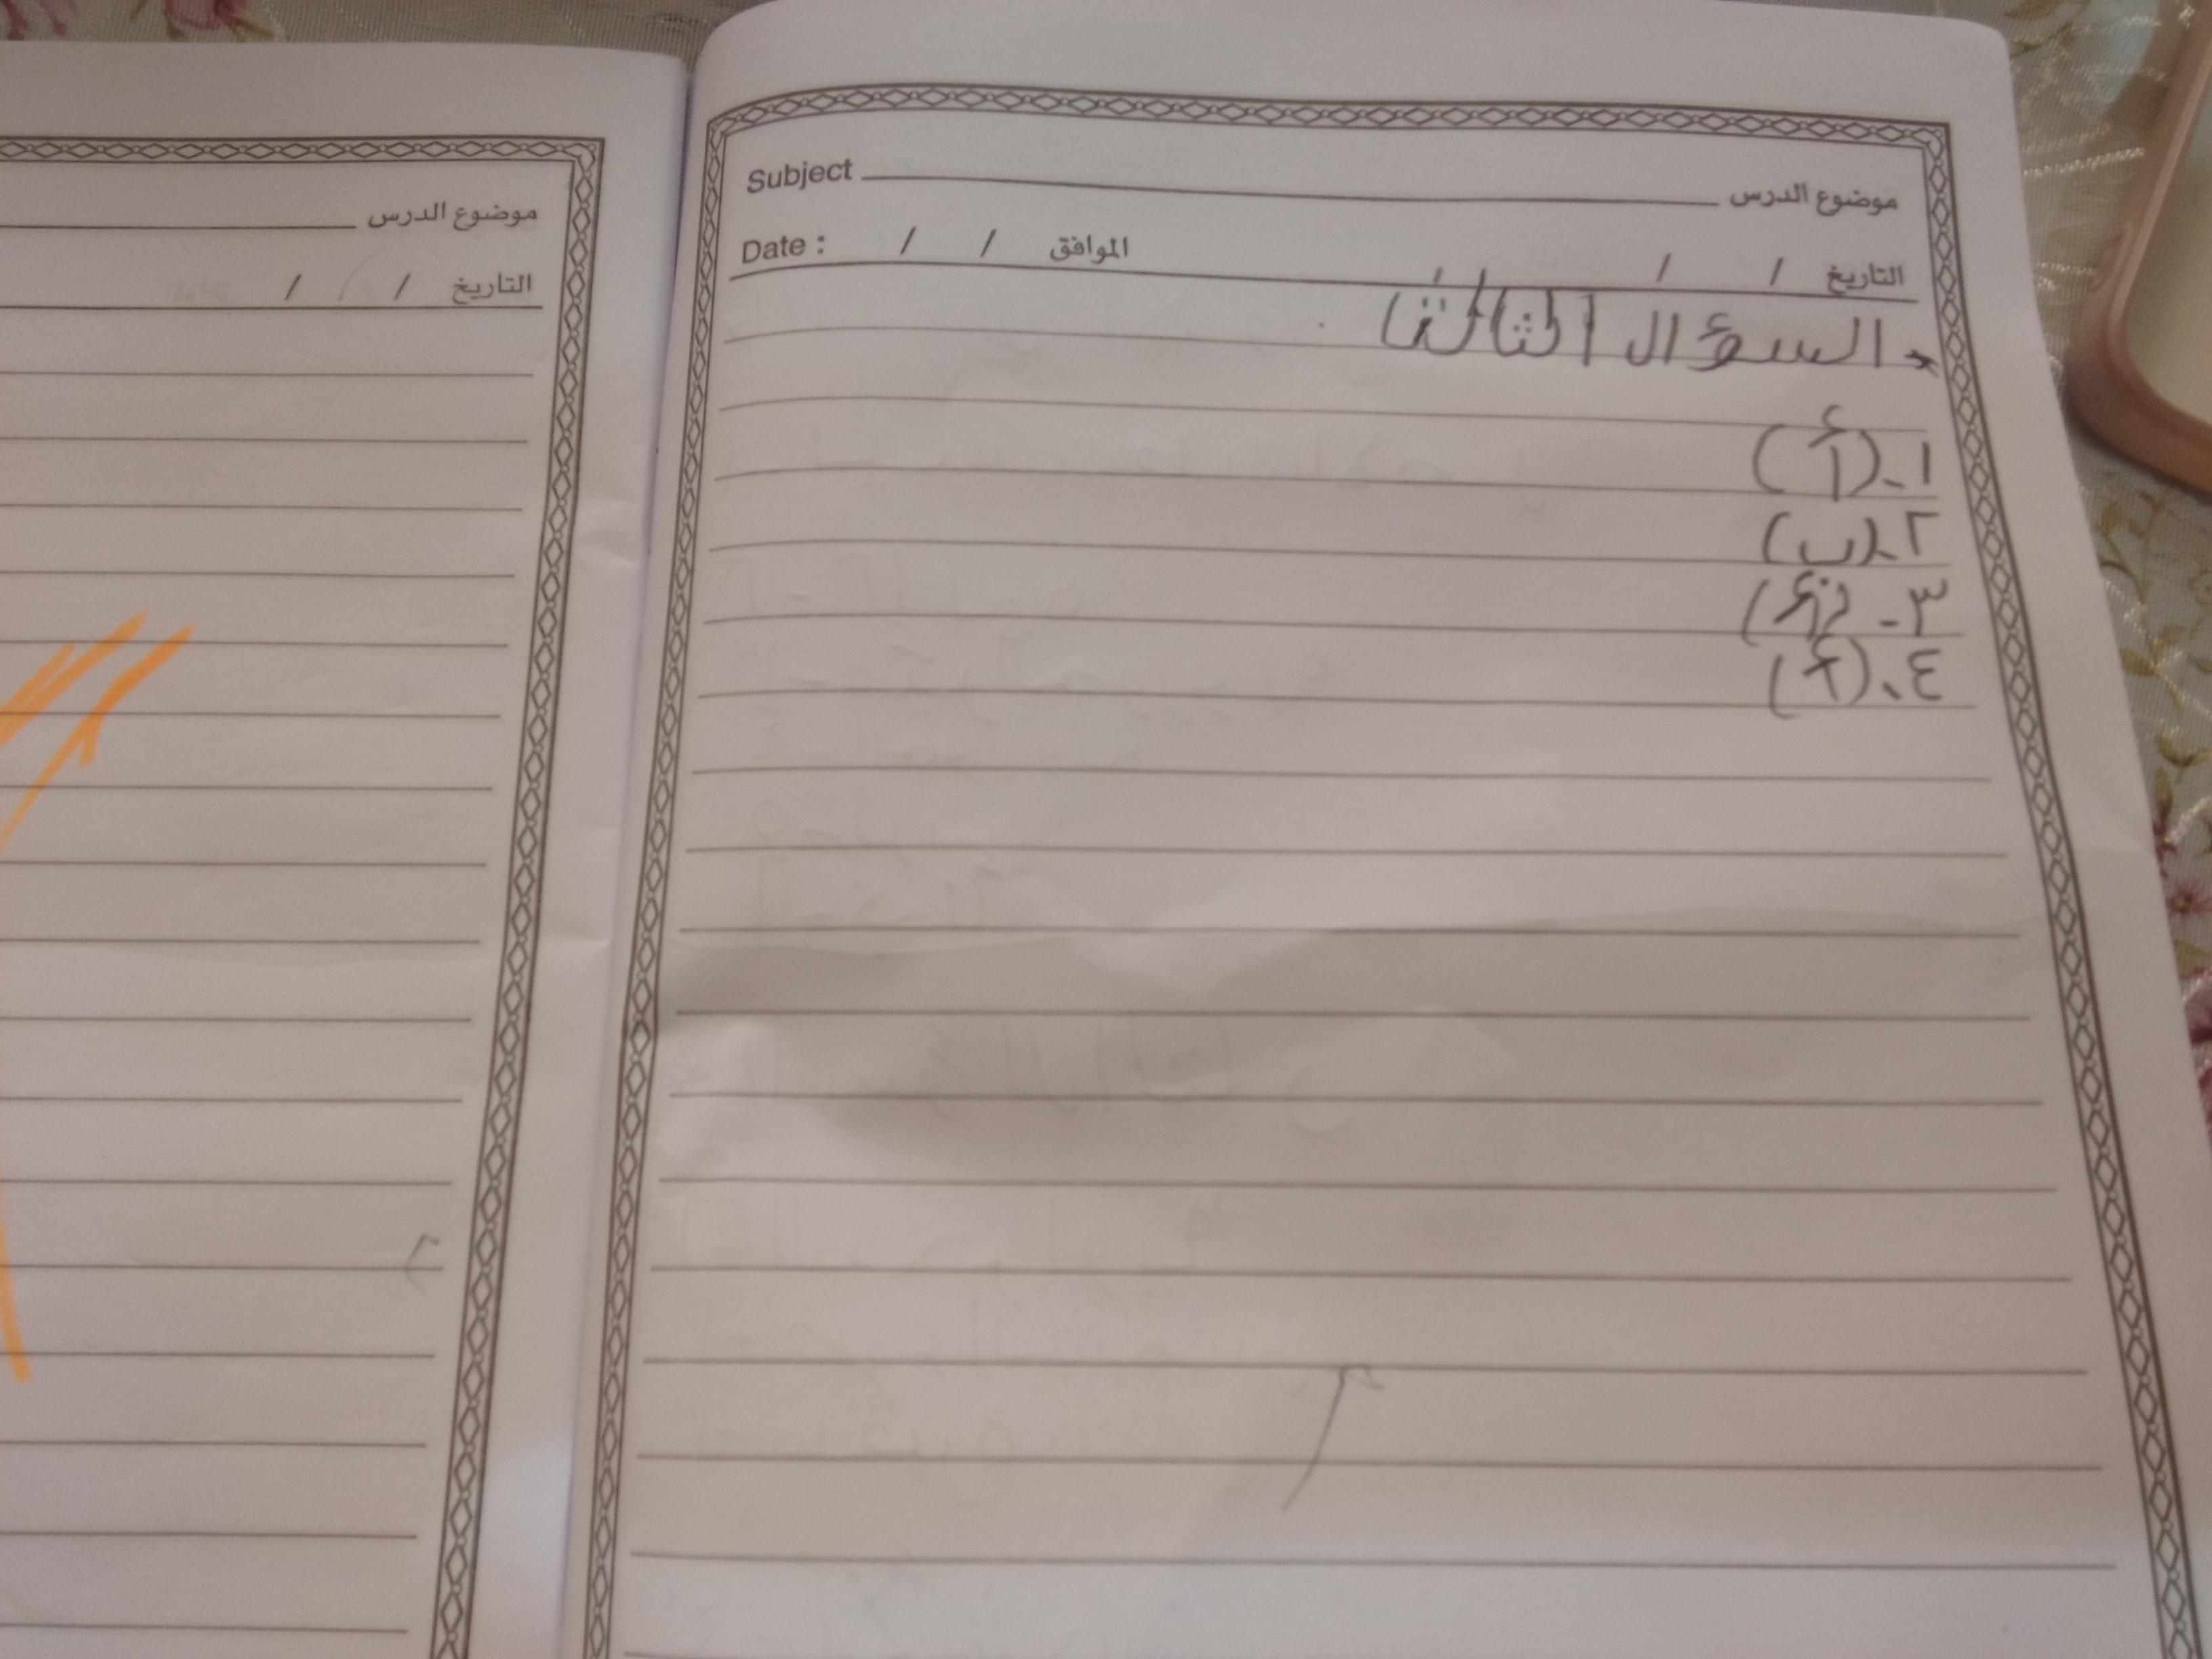 موضوع الدرس
التاريخ / /
Subject موضوع الدرس
Date : / / الموافق التاريخ / /
السؤال الثالث
١-(أ)
٢-(ب)
٣-
٤-(أ)